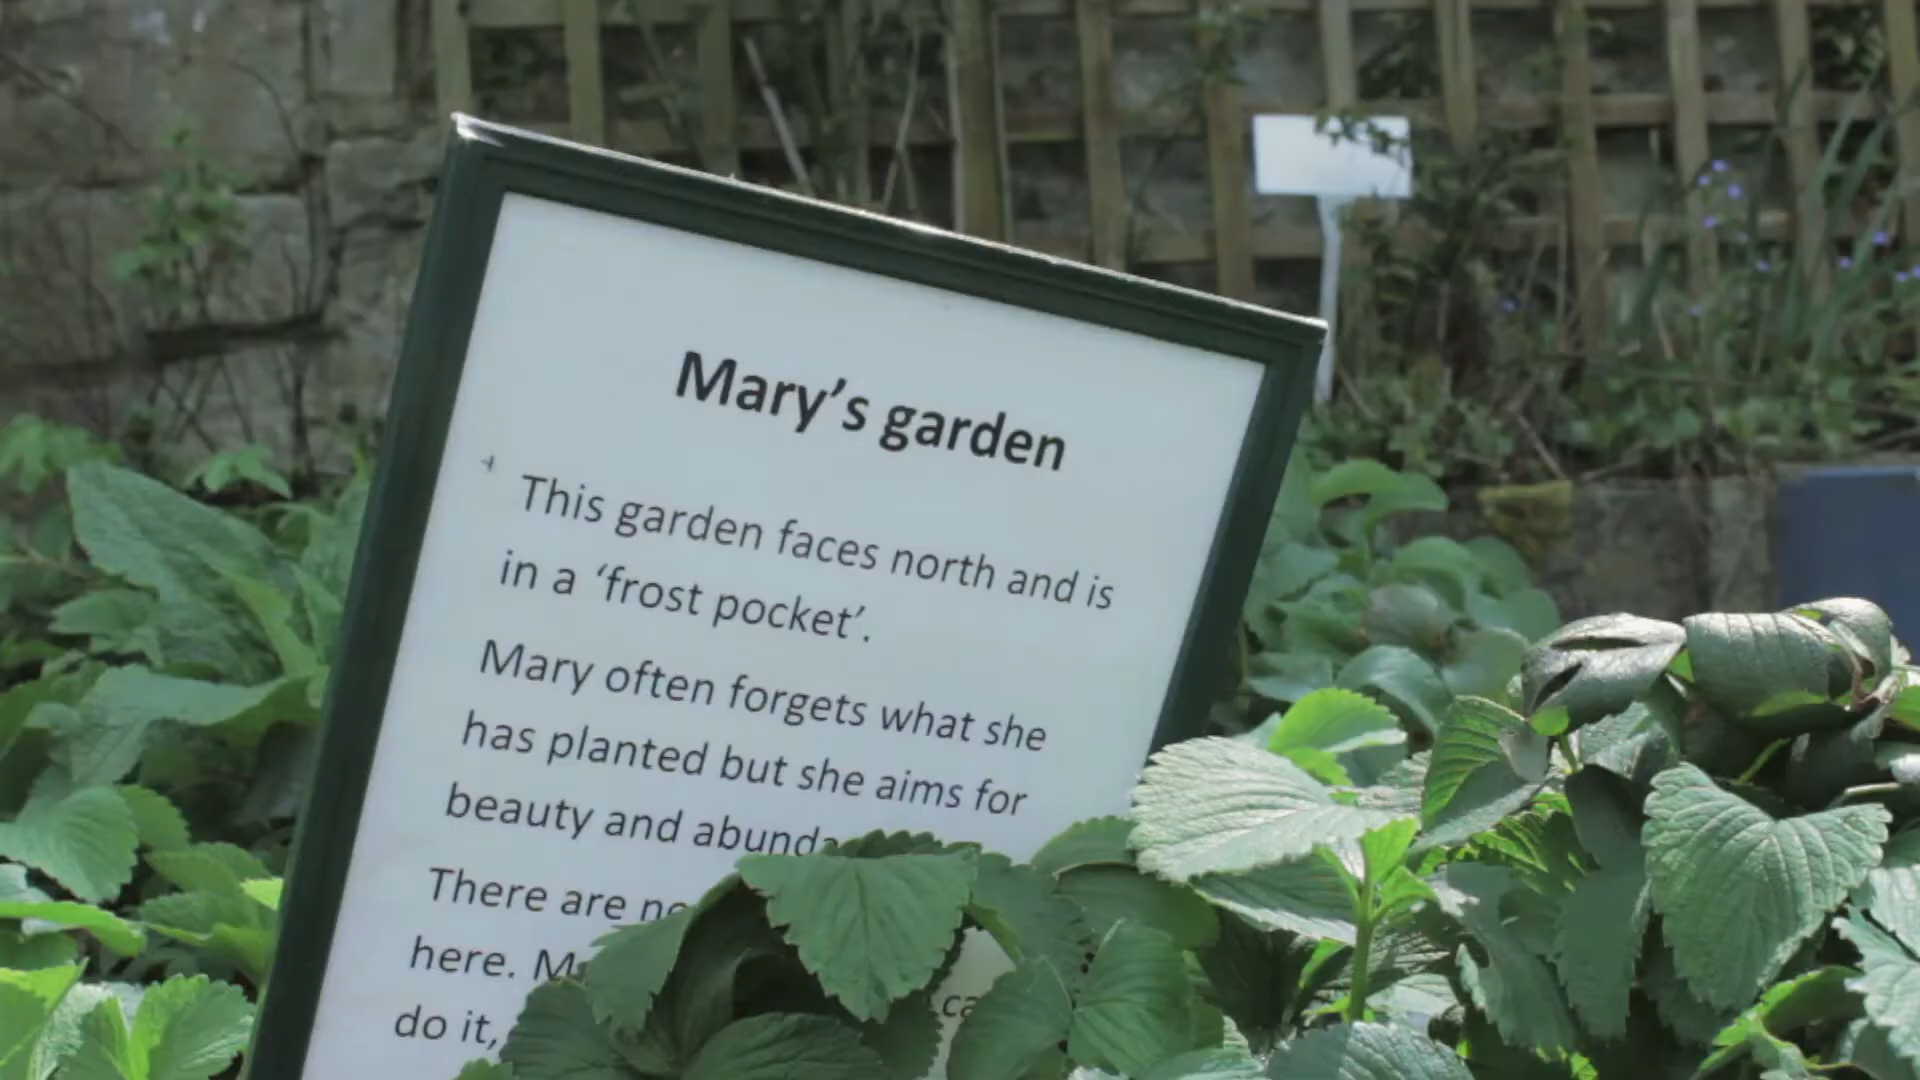 Mary's garden
This garden faces north and is
in a ‘frost pocket’.
Mary often forgets what she
has planted but she aims for
beauty and
There are
here.
do it,